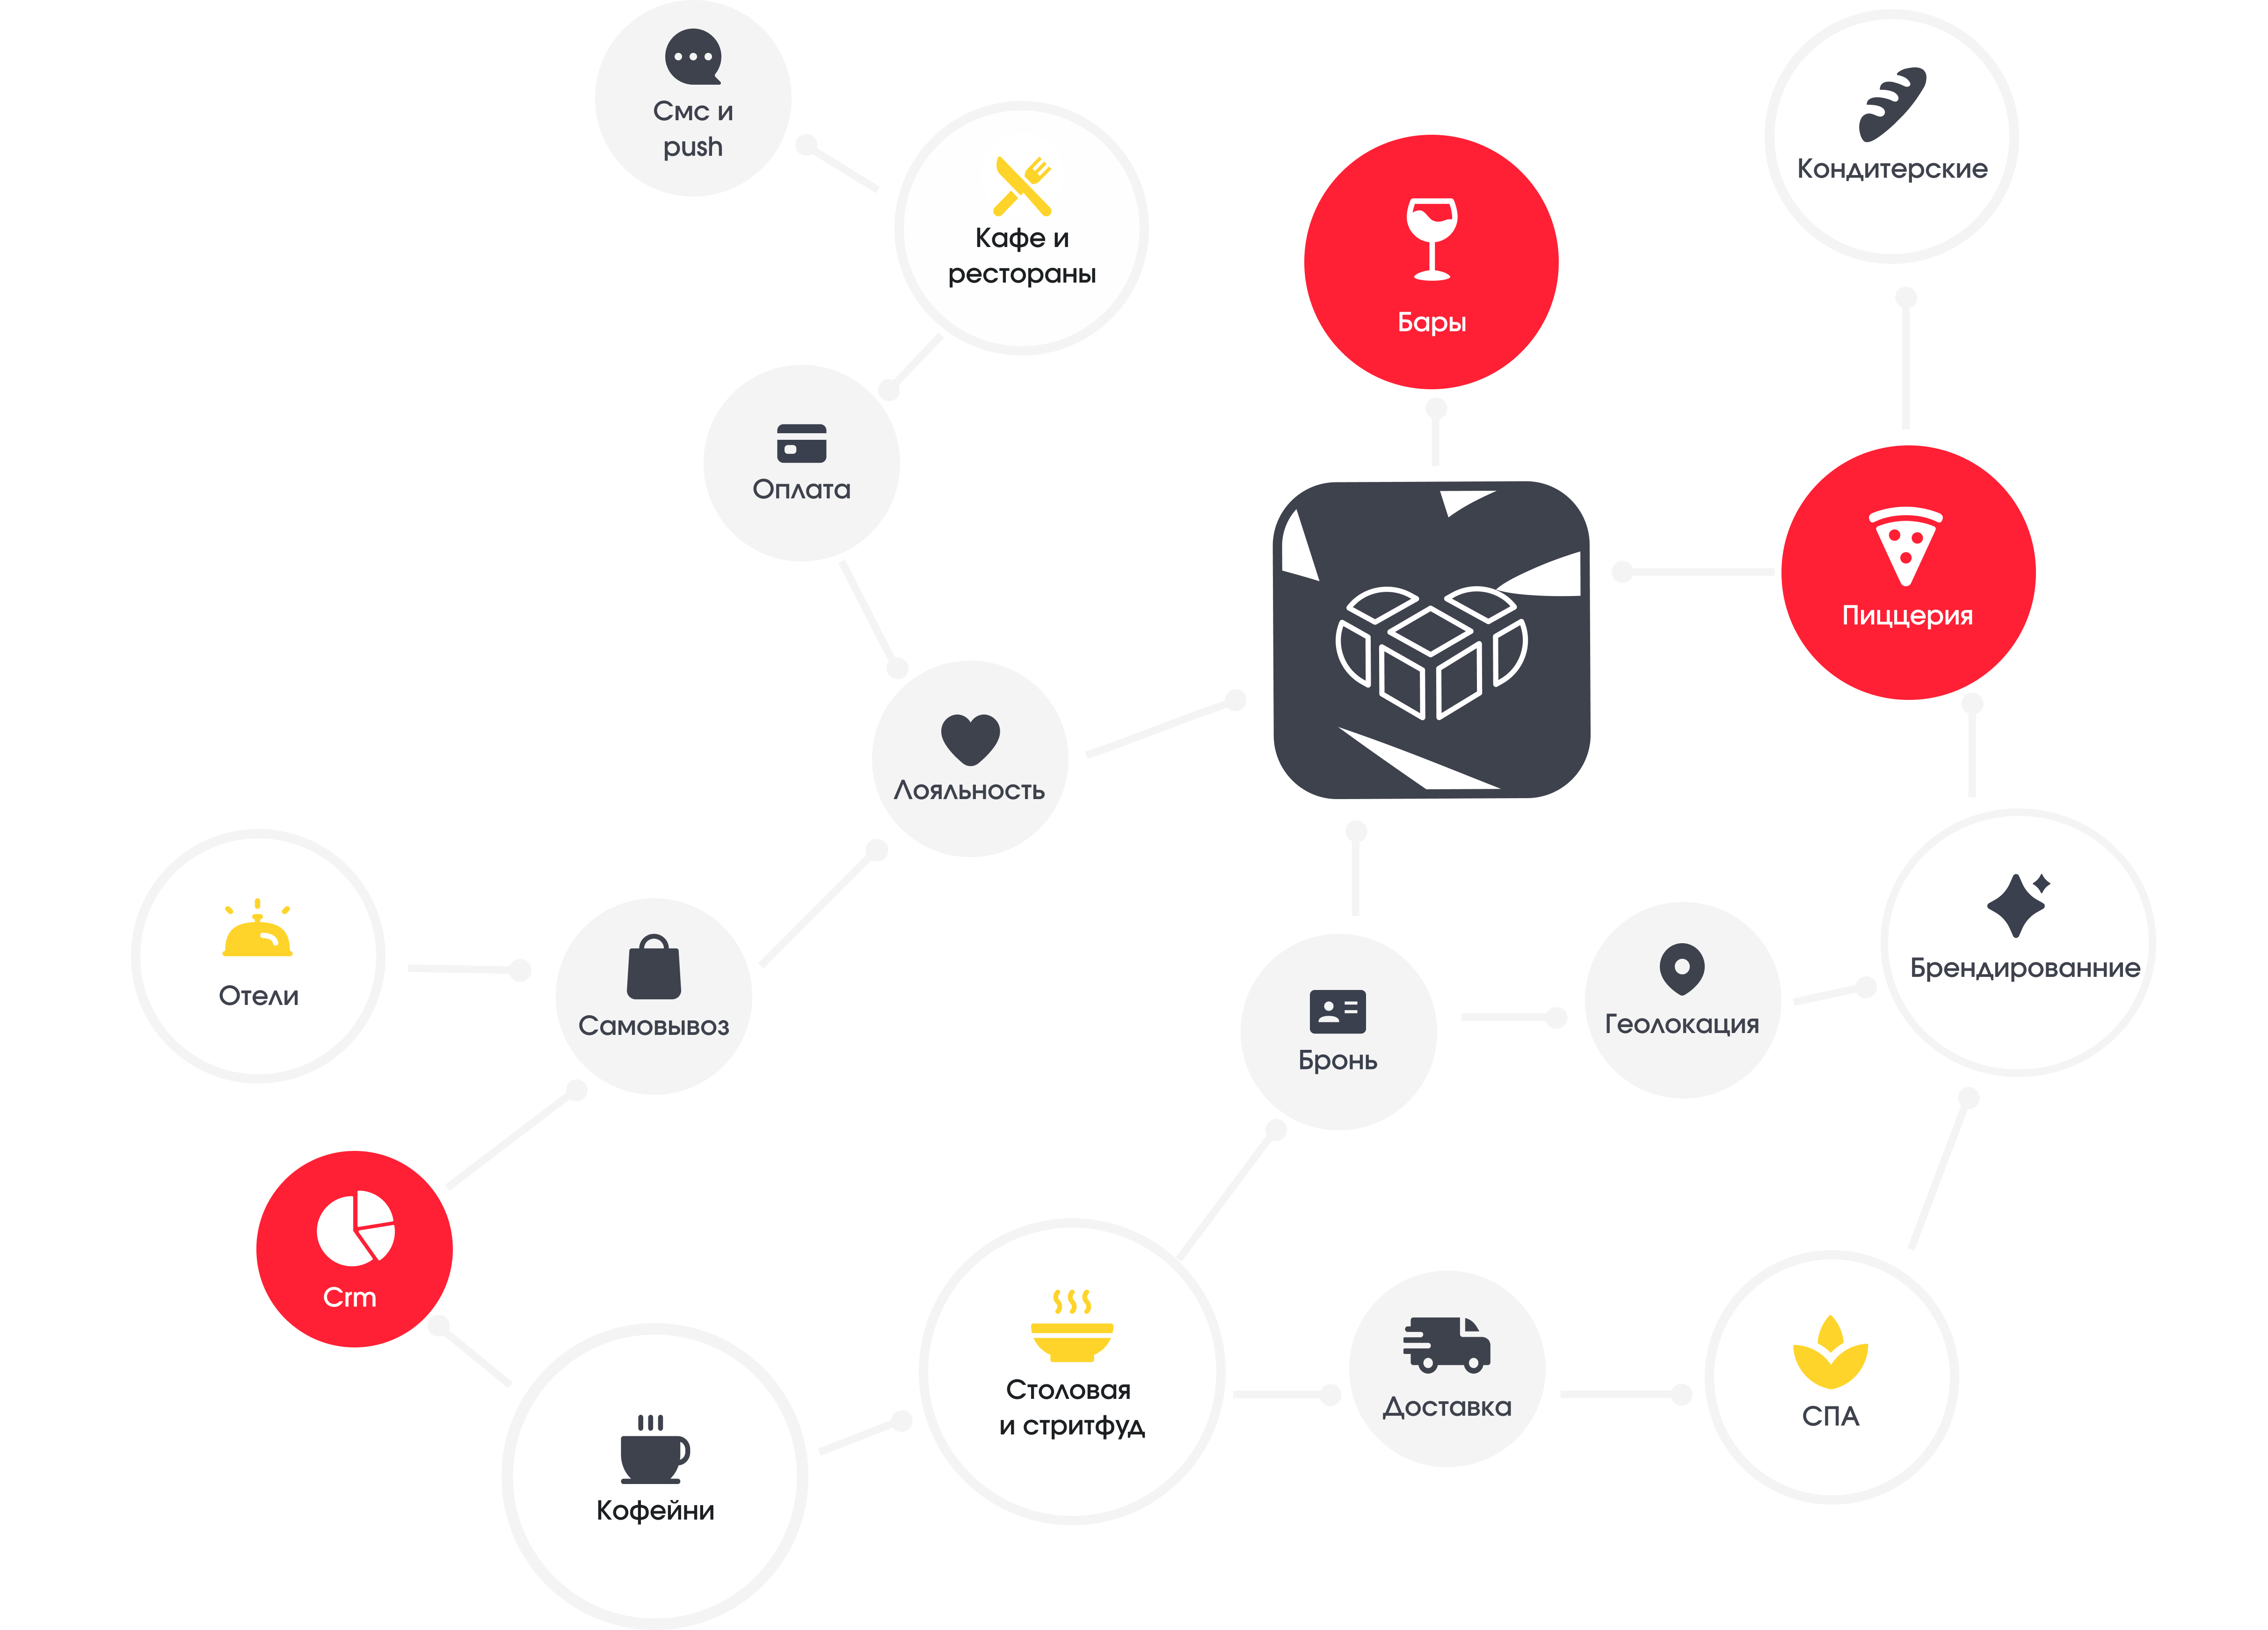 Смс и
push
Кафе и
рестораны
Бары
Кондитерские
Оплата
Пиццерия
Лояльность
Отели
Самовывоз
Бронь
Геолокация
Брендированние
Crm
Столовая
и стритфуд
Доставка
СПА
Кофейни